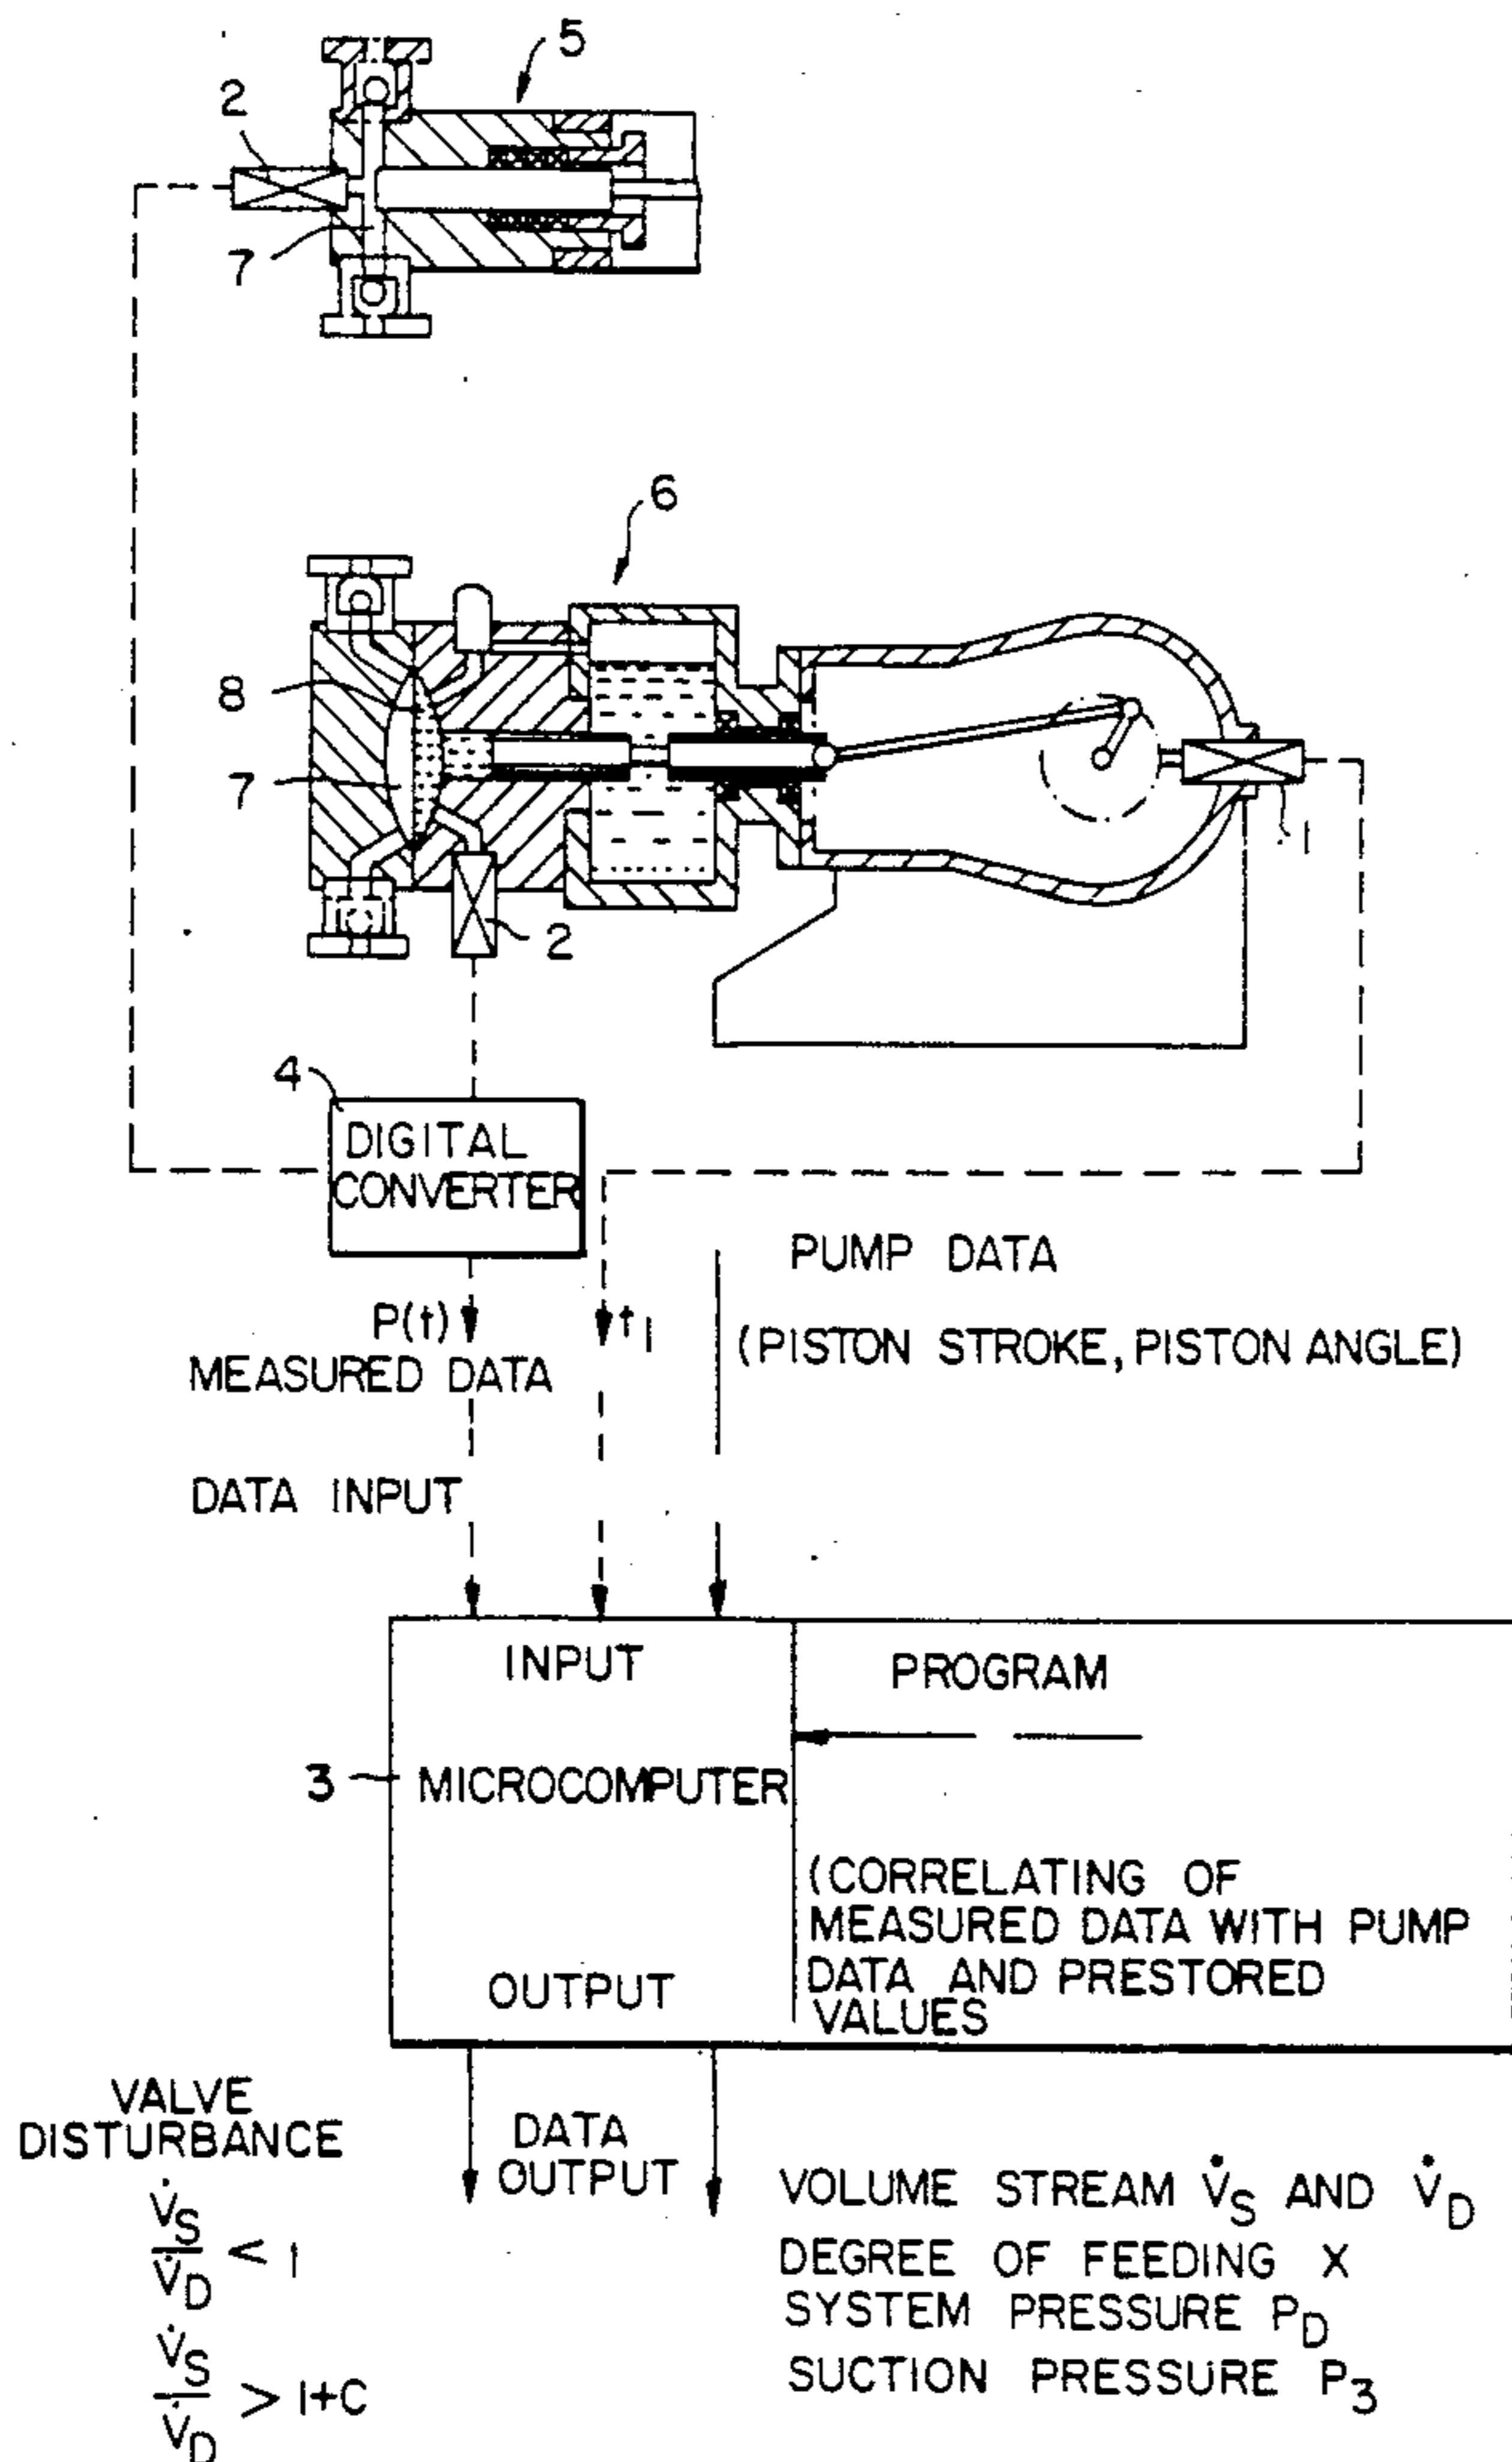 5
2
7
6
8
7
1
2
4
DIGITAL
CONVERTER
PUMP DATA
P(t)
t1
(PISTON STROKE, PISTON ANGLE)
MEASURED DATA
DATA INPUT
INPUT
PROGRAM
3
MICROCOMPUTER
(CORRELATING OF
MEASURED DATA WITH PUMP
DATA AND PRESTORED
VALUES
OUTPUT
VALVE
DISTURBANCE
V̇S/V̇D < 1
V̇S/V̇D > 1+C
DATA
OUTPUT
VOLUME STREAM V̇S AND V̇D
DEGREE OF FEEDING X
SYSTEM PRESSURE PD
SUCTION PRESSURE P3